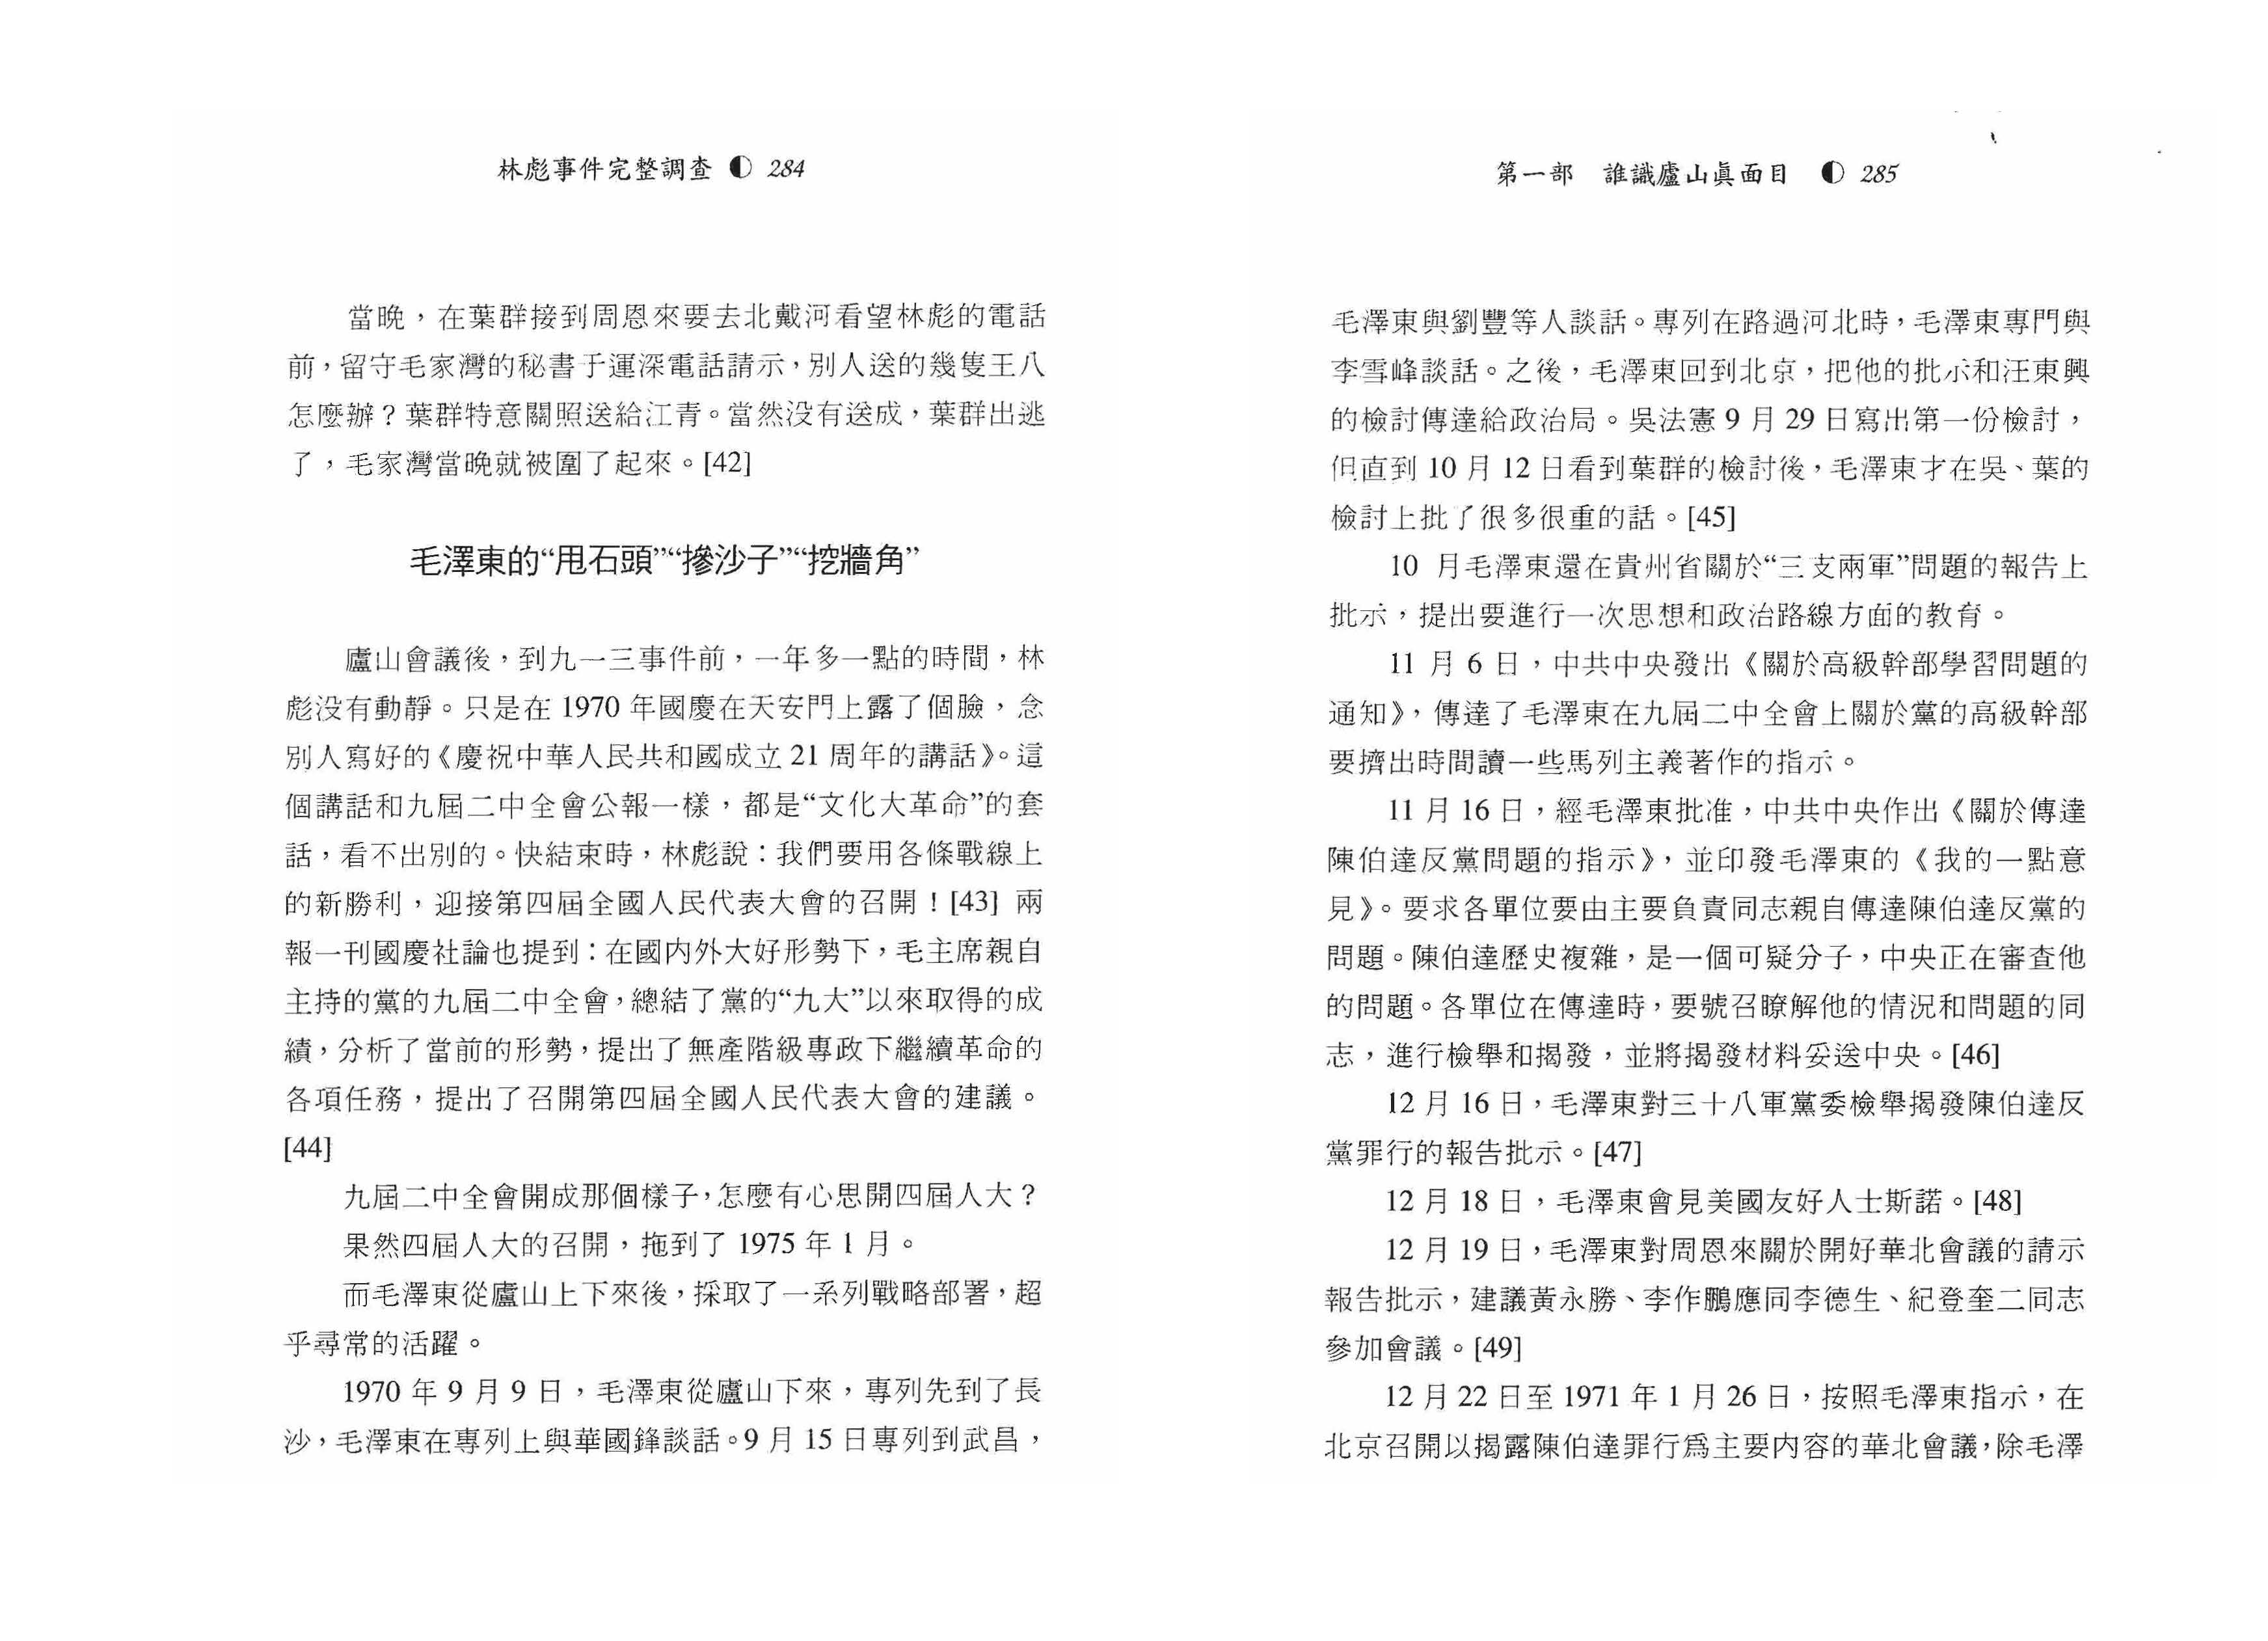 林彪事件完整調查 ◐ 284
當晚，在葉群接到周恩來要去北戴河看望林彪的電話
前，留守毛家灣的秘書于運深電話請示，別人送的幾隻王八
怎麼辦？葉群特意關照送給江青。當然没有送成，葉群出逃
了，毛家灣當晚就被圍了起來。[42]
毛澤東的“甩石頭”“摻沙子”“挖牆角”
廬山會議後，到九一三事件前，一年多一點的時間，林
彪没有動靜。只是在 1970 年國慶在天安門上露了個臉，念
別人寫好的《慶祝中華人民共和國成立 21 周年的講話》。這
個講話和九屆二中全會公報一樣，都是“文化大革命”的套
話，看不出別的。快結束時，林彪說：我們要用各條戰線上
的新勝利，迎接第四屆全國人民代表大會的召開！[43] 兩
報一刊國慶社論也提到：在國内外大好形勢下，毛主席親自
主持的黨的九屆二中全會，總結了黨的“九大”以來取得的成
績，分析了當前的形勢，提出了無產階級專政下繼續革命的
各項任務，提出了召開第四屆全國人民代表大會的建議。
[44]
九屆二中全會開成那個樣子，怎麼有心思開四屆人大？
果然四屆人大的召開，拖到了 1975 年 1 月。
而毛澤東從廬山上下來後，採取了一系列戰略部署，超
乎尋常的活躍。
1970 年 9 月 9 日，毛澤東從廬山下來，專列先到了長
沙，毛澤東在專列上與華國鋒談話。9 月 15 日專列到武昌，
第一部　誰識廬山眞面目 ◐ 285
毛澤東與劉豐等人談話。專列在路過河北時，毛澤東專門與
李雪峰談話。之後，毛澤東回到北京，把他的批示和汪東興
的檢討傳達給政治局。吳法憲 9 月 29 日寫出第一份檢討，
但直到 10 月 12 日看到葉群的檢討後，毛澤東才在吳、葉的
檢討上批了很多很重的話。[45]
10 月毛澤東還在貴州省關於“三支兩軍”問題的報告上
批示，提出要進行一次思想和政治路線方面的教育。
11 月 6 日，中共中央發出《關於高級幹部學習問題的
通知》，傳達了毛澤東在九屆二中全會上關於黨的高級幹部
要擠出時間讀一些馬列主義著作的指示。
11 月 16 日，經毛澤東批准，中共中央作出《關於傳達
陳伯達反黨問題的指示》，並印發毛澤東的《我的一點意
見》。要求各單位要由主要負責同志親自傳達陳伯達反黨的
問題。陳伯達歷史複雜，是一個可疑分子，中央正在審查他
的問題。各單位在傳達時，要號召瞭解他的情況和問題的同
志，進行檢舉和揭發，並將揭發材料妥送中央。[46]
12 月 16 日，毛澤東對三十八軍黨委檢舉揭發陳伯達反
黨罪行的報告批示。[47]
12 月 18 日，毛澤東會見美國友好人士斯諾。[48]
12 月 19 日，毛澤東對周恩來關於開好華北會議的請示
報告批示，建議黃永勝、李作鵬應同李德生、紀登奎二同志
參加會議。[49]
12 月 22 日至 1971 年 1 月 26 日，按照毛澤東指示，在
北京召開以揭露陳伯達罪行爲主要内容的華北會議，除毛澤